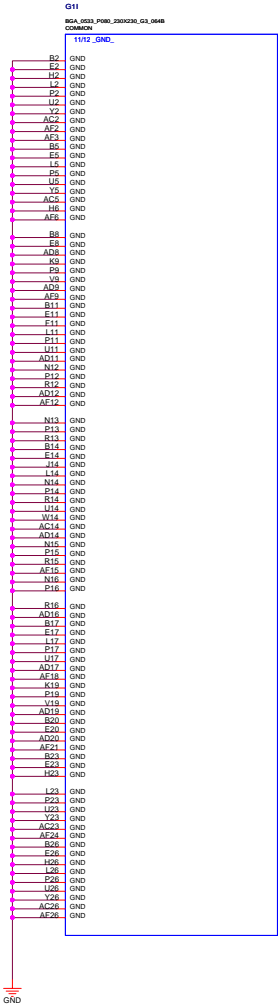 G1I
BGA_0533_P080_230X230_G3_064B
COMMON
11/12 _GND_
B2 GND
E2 GND
H2 GND
L2 GND
P2 GND
U2 GND
Y2 GND
AC2 GND
AF2 GND
AF3 GND
B5 GND
E5 GND
L5 GND
P5 GND
U5 GND
Y5 GND
AC5 GND
H6 GND
AF6 GND
B8 GND
E8 GND
AD8 GND
K9 GND
P9 GND
V9 GND
AD9 GND
AF9 GND
B11 GND
E11 GND
F11 GND
L11 GND
P11 GND
U11 GND
AD11 GND
N12 GND
P12 GND
R12 GND
AD12 GND
AF12 GND
N13 GND
P13 GND
R13 GND
B14 GND
E14 GND
J14 GND
L14 GND
N14 GND
P14 GND
R14 GND
U14 GND
W14 GND
AC14 GND
AD14 GND
N15 GND
P15 GND
R15 GND
AF15 GND
N16 GND
P16 GND
R16 GND
AD16 GND
B17 GND
E17 GND
L17 GND
P17 GND
U17 GND
AD17 GND
AF18 GND
K19 GND
P19 GND
V19 GND
AD19 GND
B20 GND
E20 GND
AD20 GND
AF21 GND
B23 GND
E23 GND
H23 GND
L23 GND
P23 GND
U23 GND
Y23 GND
AC23 GND
AF24 GND
B26 GND
E26 GND
H26 GND
L26 GND
P26 GND
U26 GND
Y26 GND
AC26 GND
AF26 GND
GND